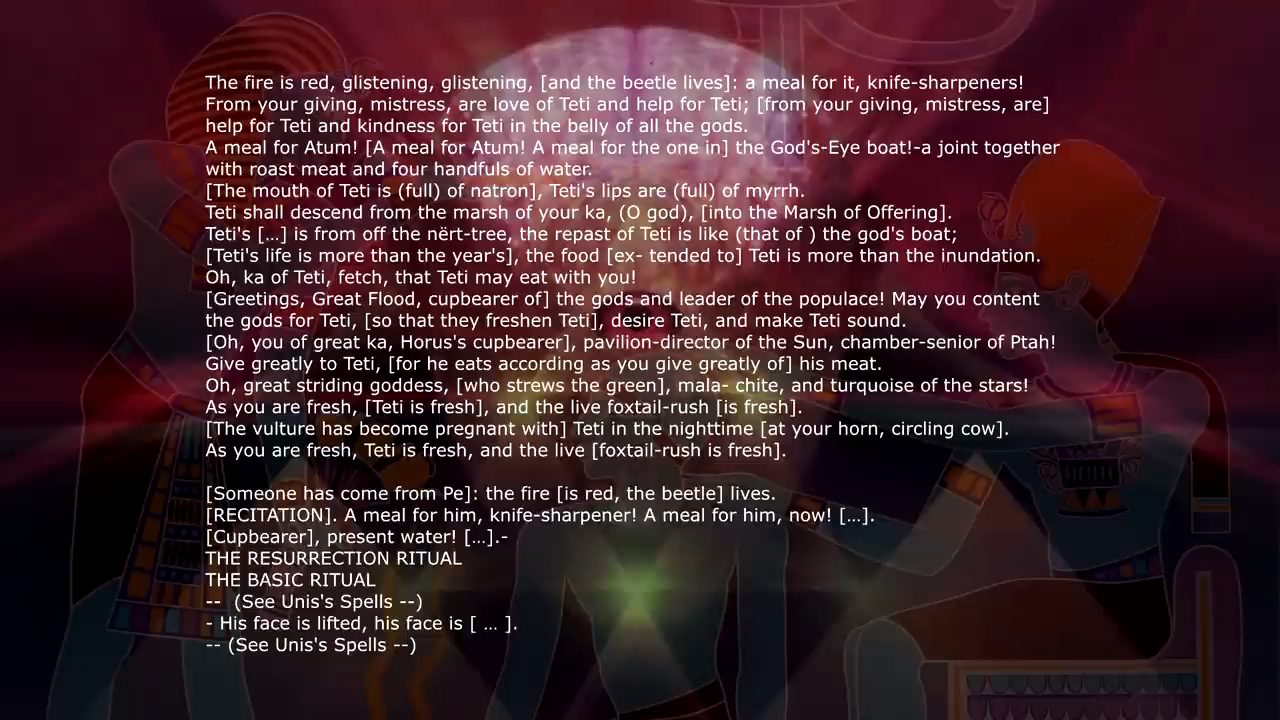 The fire is red, glistening, glistening, [and the beetle lives]: a meal for it, knife-sharpeners!
From your giving, mistress, are love of Teti and help for Teti; [from your giving, mistress, are]
help for Teti and kindness for Teti in the belly of all the gods.
A meal for Atum! [A meal for Atum! A meal for the one in] the God's-Eye boat!-a joint together
with roast meat and four handfuls of water.
[The mouth of Teti is (full) of natron], Teti's lips are (full) of myrrh.
Teti shall descend from the marsh of your ka, (O god), [into the Marsh of Offering].
Teti's […] is from off the nërt-tree, the repast of Teti is like (that of ) the god's boat;
[Teti's life is more than the year's], the food [ex- tended to] Teti is more than the inundation.
Oh, ka of Teti, fetch, that Teti may eat with you!
[Greetings, Great Flood, cupbearer of] the gods and leader of the populace! May you content
the gods for Teti, [so that they freshen Teti], desire Teti, and make Teti sound.
[Oh, you of great ka, Horus's cupbearer], pavilion-director of the Sun, chamber-senior of Ptah!
Give greatly to Teti, [for he eats according as you give greatly of] his meat.
Oh, great striding goddess, [who strews the green], mala- chite, and turquoise of the stars!
As you are fresh, [Teti is fresh], and the live foxtail-rush [is fresh].
[The vulture has become pregnant with] Teti in the nighttime [at your horn, circling cow].
As you are fresh, Teti is fresh, and the live [foxtail-rush is fresh].
[Someone has come from Pe]: the fire [is red, the beetle] lives.
[RECITATION]. A meal for him, knife-sharpener! A meal for him, now! […].
[Cupbearer], present water! […].-
THE RESURRECTION RITUAL
THE BASIC RITUAL
--  (See Unis's Spells --)
- His face is lifted, his face is [ … ].
-- (See Unis's Spells --)